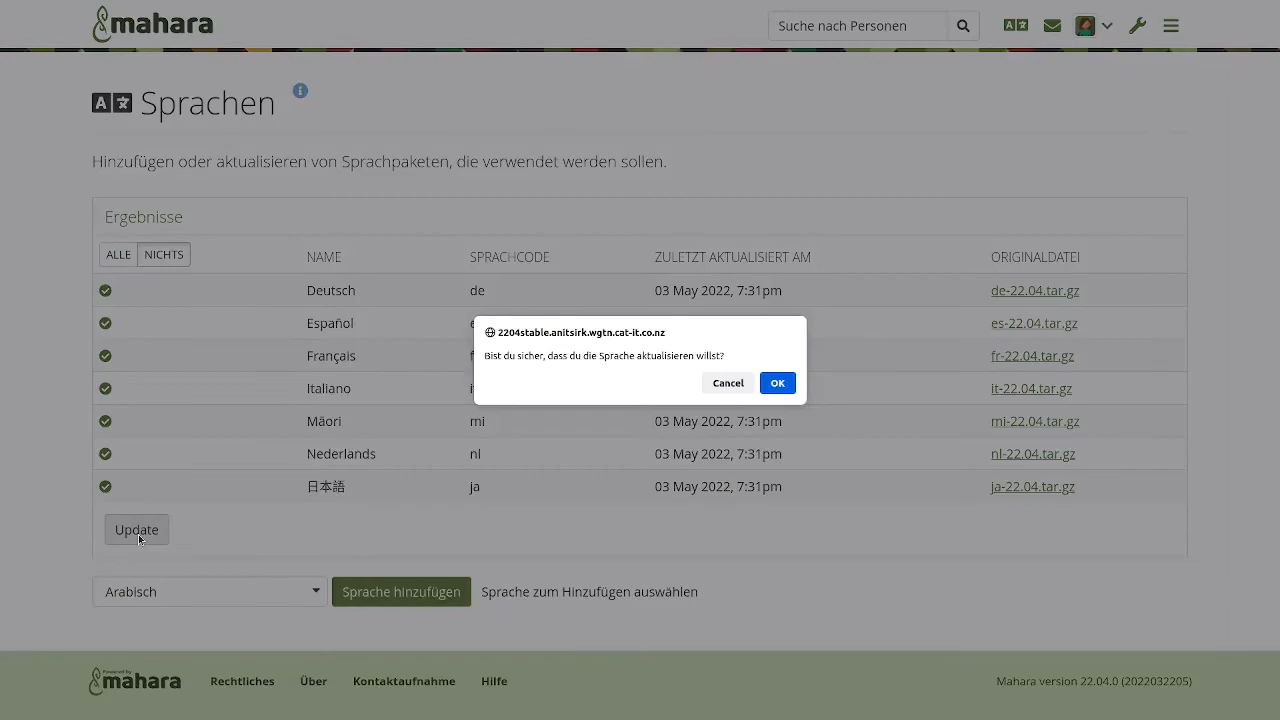 mahara
Suche nach Personen
Sprachen
Hinzufügen oder aktualisieren von Sprachpaketen, die verwendet werden sollen.
Ergebnisse
ALLE NICHTS NAME SPRACHCODE ZULETZT AKTUALISIERT AM ORIGINALDATEI
Deutsch de 03 May 2022, 7:31pm de-22.04.tar.gz
Español es-22.04.tar.gz
Français fr-22.04.tar.gz
Italiano it-22.04.tar.gz
Māori mi 03 May 2022, 7:31pm mi-22.04.tar.gz
Nederlands nl 03 May 2022, 7:31pm nl-22.04.tar.gz
日本語 ja 03 May 2022, 7:31pm ja-22.04.tar.gz
2204stable.anitsirk.wgtn.cat-it.co.nz
Bist du sicher, dass du die Sprache aktualisieren willst?
Cancel OK
Update
Arabisch Sprache hinzufügen Sprache zum Hinzufügen auswählen
Powered by
mahara Rechtliches Über Kontaktaufnahme Hilfe Mahara version 22.04.0 (2022032205)